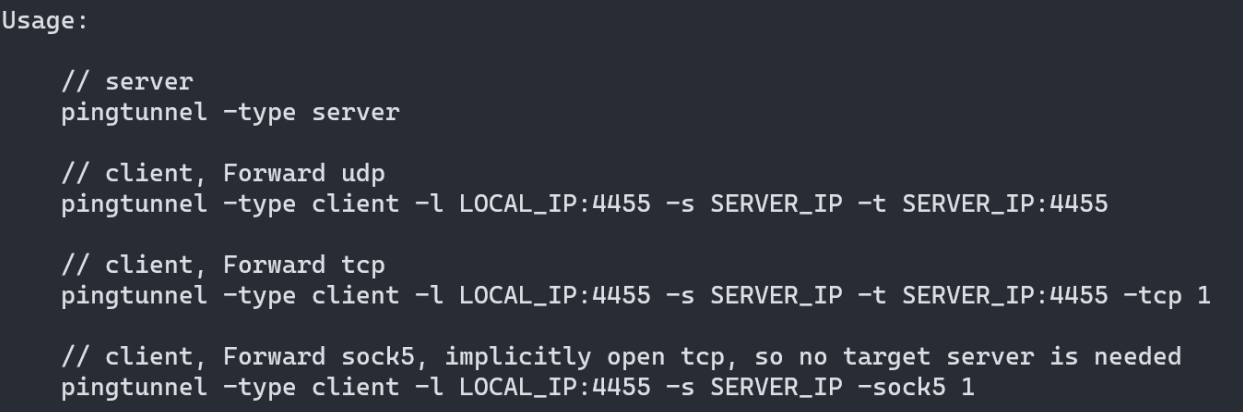 Usage:
// server
pingtunnel -type server
// client, Forward udp
pingtunnel -type client -l LOCAL_IP:4455 -s SERVER_IP -t SERVER_IP:4455
// client, Forward tcp
pingtunnel -type client -l LOCAL_IP:4455 -s SERVER_IP -t SERVER_IP:4455 -tcp 1
// client, Forward sock5, implicitly open tcp, so no target server is needed
pingtunnel -type client -l LOCAL_IP:4455 -s SERVER_IP -sock5 1